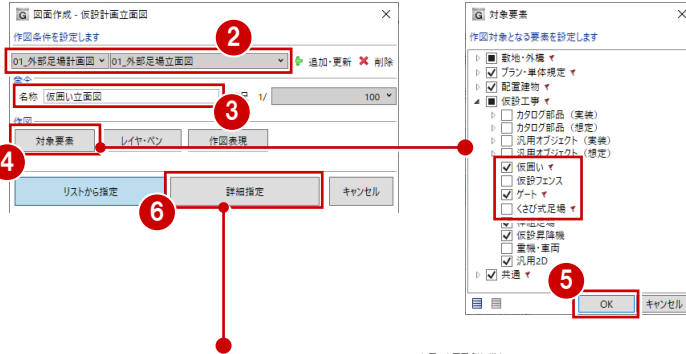 G 図面作成 - 仮設計画立面図 ×
作図条件を設定します
2
01_外部足場計画図 01_外部足場立面図 追加・更新 削除
名称 仮囲い立面図 1/ 100
3
作図
対象要素 レイヤ・ペン 作図表現
4
リストから指定 詳細指定 キャンセル
6
G 対象要素 ×
作図対象となる要素を設定します
敷地・外構
プラン・単体規定
配置建物
仮設工事
カタログ部品（実装）
カタログ部品（想定）
汎用オブジェクト（実装）
汎用オブジェクト（想定）
仮囲い
仮設フェンス
ゲート
くさび式足場
枠組足場
仮設昇降機
重機・車両
汎用2D
共通
5
OK キャンセル